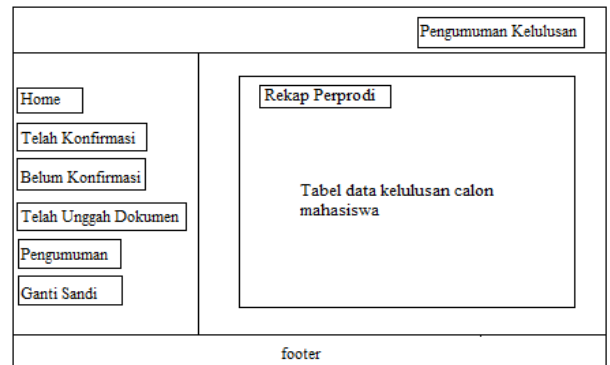 Pengumuman Kelulusan
Home
Telah Konfirmasi
Belum Konfirmasi
Telah Unggah Dokumen
Pengumuman
Ganti Sandi
Rekap Perprodi
Tabel data kelulusan calon
mahasiswa
footer